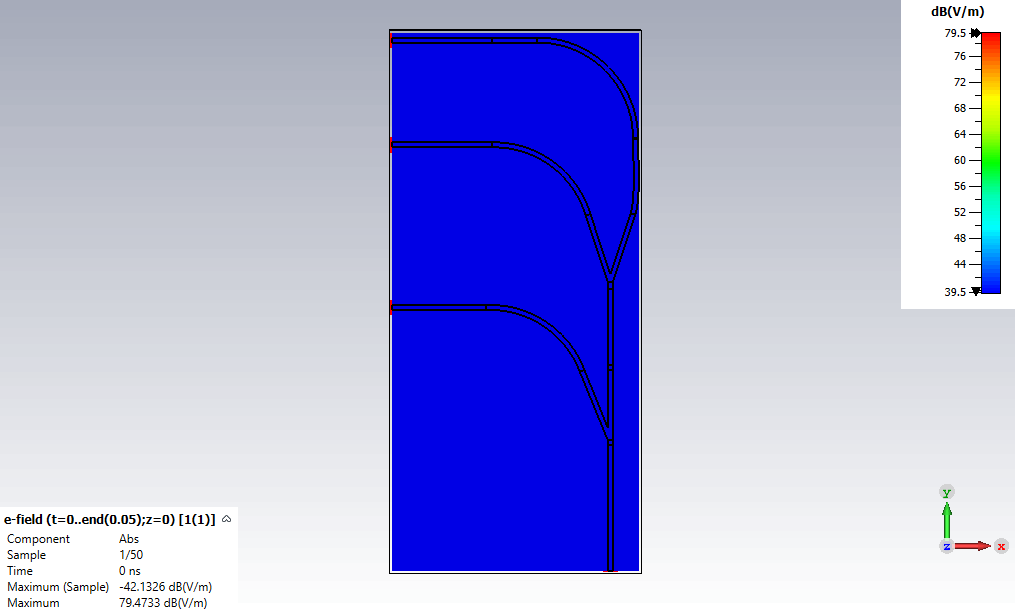 dB(V/m)
79.5
76
72
68
64
60
56
52
48
44
39.5
y
z x
e-field (t=0..end(0.05);z=0) [1(1)]
Component Abs
Sample 1/50
Time 0 ns
Maximum (Sample) -42.1326 dB(V/m)
Maximum 79.4733 dB(V/m)